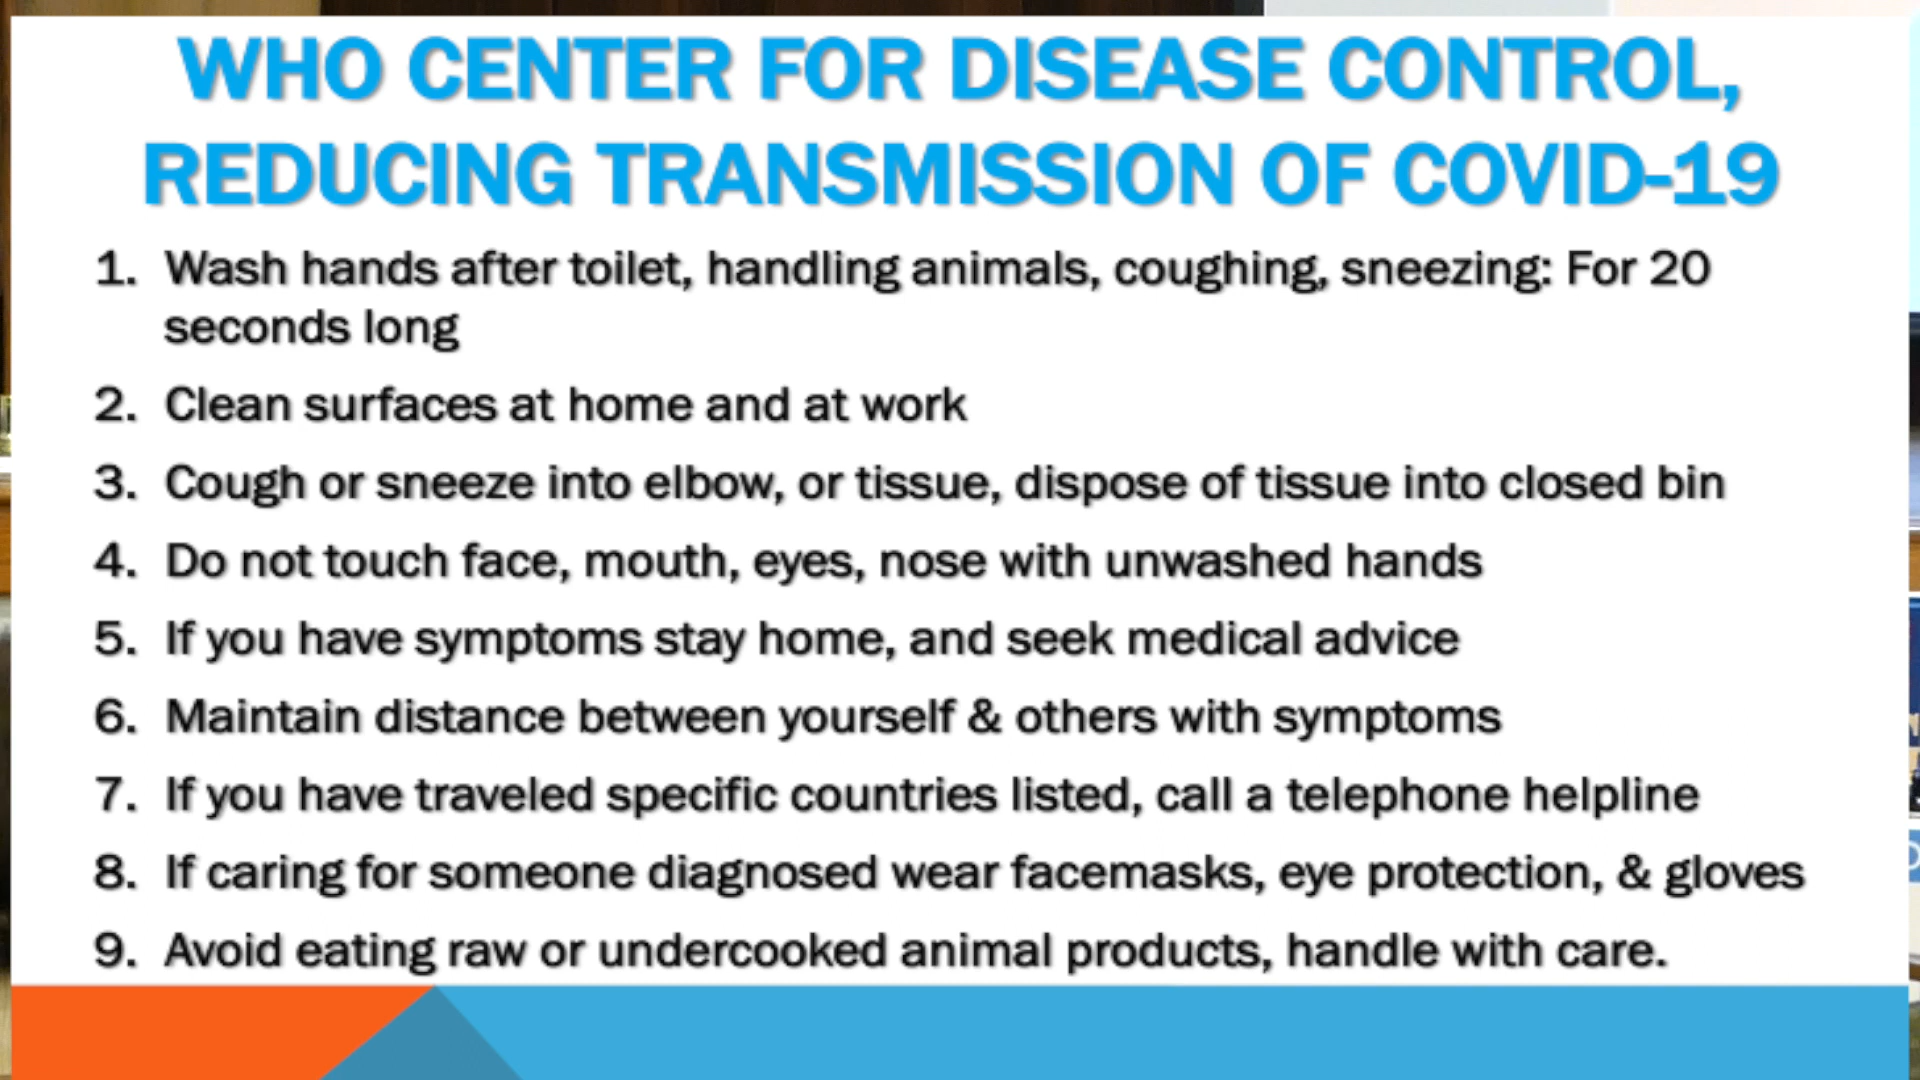 WHO CENTER FOR DISEASE CONTROL,
REDUCING TRANSMISSION OF COVID-19
1. Wash hands after toilet, handling animals, coughing, sneezing: For 20
seconds long
2. Clean surfaces at home and at work
3. Cough or sneeze into elbow, or tissue, dispose of tissue into closed bin
4. Do not touch face, mouth, eyes, nose with unwashed hands
5. If you have symptoms stay home, and seek medical advice
6. Maintain distance between yourself & others with symptoms
7. If you have traveled specific countries listed, call a telephone helpline
8. If caring for someone diagnosed wear facemasks, eye protection, & gloves
9. Avoid eating raw or undercooked animal products, handle with care.